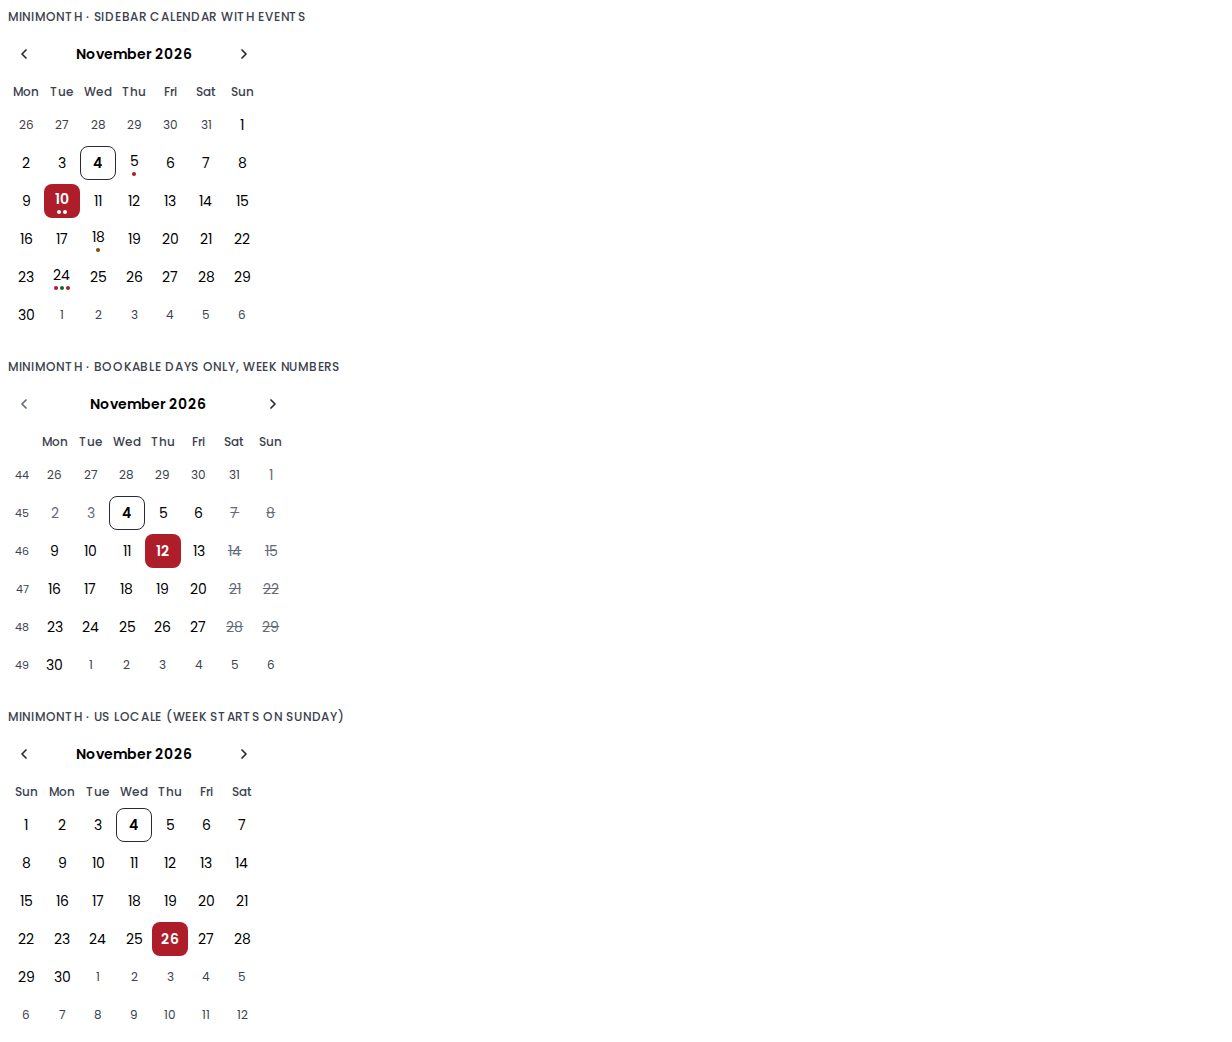 MINIMONTH · SIDEBAR CALENDAR WITH EVENTS
November 2026
Mon Tue Wed Thu Fri Sat Sun
26 27 28 29 30 31 1
2 3 4 5 6 7 8
9 10 11 12 13 14 15
16 17 18 19 20 21 22
23 24 25 26 27 28 29
30 1 2 3 4 5 6
MINIMONTH · BOOKABLE DAYS ONLY, WEEK NUMBERS
November 2026
Mon Tue Wed Thu Fri Sat Sun
44 26 27 28 29 30 31 1
45 2 3 4 5 6 7 8
46 9 10 11 12 13 14 15
47 16 17 18 19 20 21 22
48 23 24 25 26 27 28 29
49 30 1 2 3 4 5 6
MINIMONTH · US LOCALE (WEEK STARTS ON SUNDAY)
November 2026
Sun Mon Tue Wed Thu Fri Sat
1 2 3 4 5 6 7
8 9 10 11 12 13 14
15 16 17 18 19 20 21
22 23 24 25 26 27 28
29 30 1 2 3 4 5
6 7 8 9 10 11 12